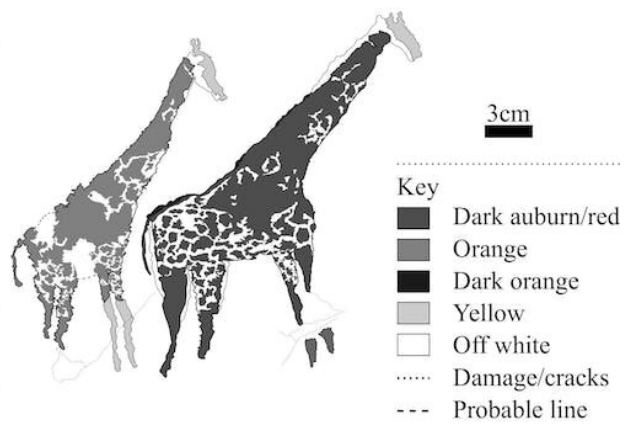 3cm
Key
Dark auburn/red
Orange
Dark orange
Yellow
Off white
Damage/cracks
Probable line